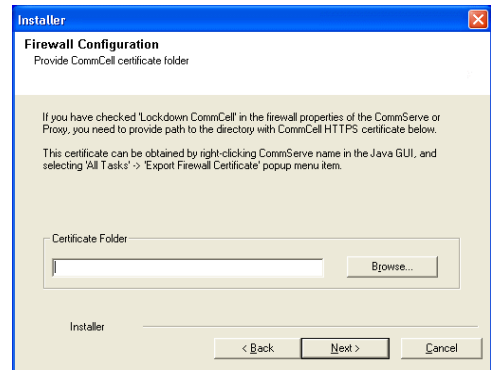 Installer
Firewall Configuration
Provide CommCell certificate folder
If you have checked 'Lockdown CommCell' in the firewall properties of the CommServe or
Proxy, you need to provide path to the directory with CommCell HTTPS certificate below.
This certificate can be obtained by right-clicking CommServe name in the Java GUI, and
selecting 'All Tasks' -> 'Export Firewall Certificate' popup menu item.
Certificate Folder
Browse...
Installer
< Back
Next >
Cancel